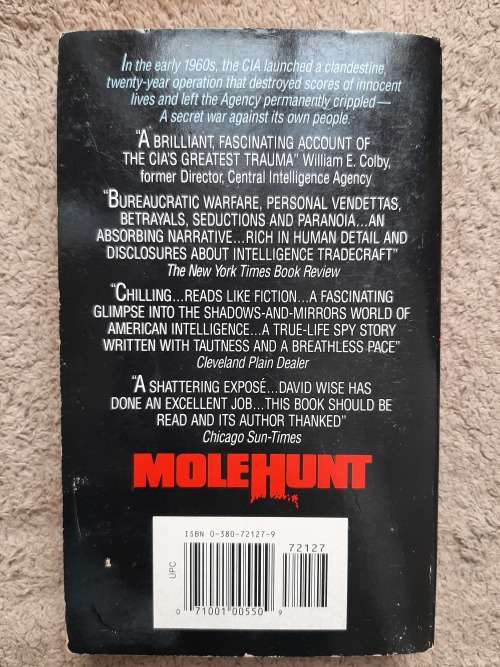 In the early 1960s, the CIA launched a clandestine,
twenty-year operation that destroyed scores of innocent
lives and left the Agency permanently crippled—
A secret war against its own people.
"A BRILLIANT, FASCINATING ACCOUNT OF
THE CIA'S GREATEST TRAUMA" William E. Colby,
former Director, Central Intelligence Agency
"BUREAUCRATIC WARFARE, PERSONAL VENDETTAS,
BETRAYALS, SEDUCTIONS AND PARANOIA...AN
ABSORBING NARRATIVE...RICH IN HUMAN DETAIL AND
DISCLOSURES ABOUT INTELLIGENCE TRADECRAFT"
The New York Times Book Review
"CHILLING...READS LIKE FICTION...A FASCINATING
GLIMPSE INTO THE SHADOWS-AND-MIRRORS WORLD OF
AMERICAN INTELLIGENCE...A TRUE-LIFE SPY STORY
WRITTEN WITH TAUTNESS AND A BREATHLESS PACE"
Cleveland Plain Dealer
"A SHATTERING EXPOSÉ...DAVID WISE HAS
DONE AN EXCELLENT JOB...THIS BOOK SHOULD BE
READ AND ITS AUTHOR THANKED"
Chicago Sun-Times
MOLEHUNT
ISBN 0-380-72127-9
72127
UPC
0 71001 00550 9